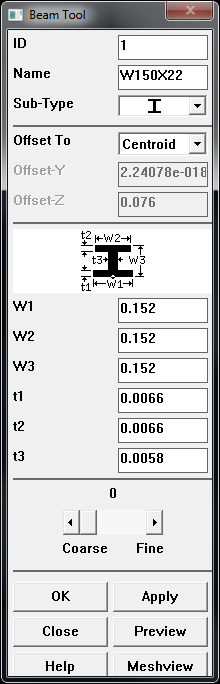 Beam Tool
ID 1
Name W150X22
Sub-Type
Offset To Centroid
Offset-Y 2.24078e-018
Offset-Z 0.076
t2 W2
t3 W3
t1 W1
W1 0.152
W2 0.152
W3 0.152
t1 0.0066
t2 0.0066
t3 0.0058
0
Coarse Fine
OK Apply
Close Preview
Help Meshview